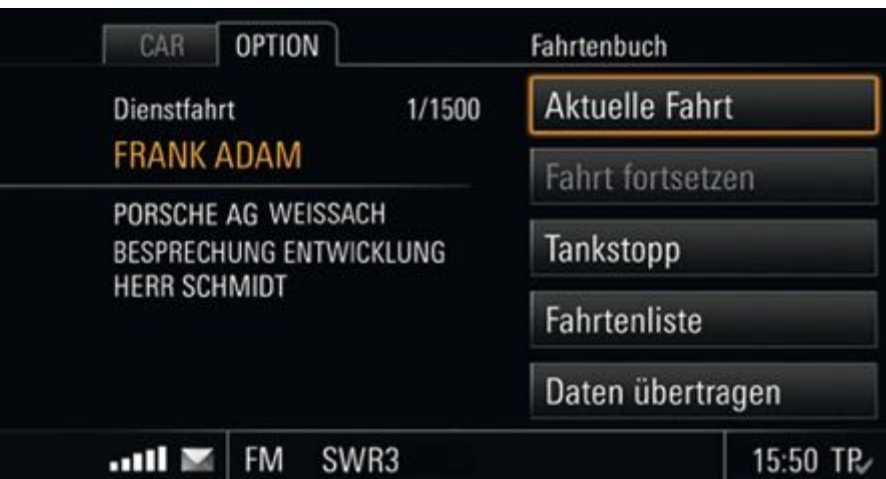 CAR OPTION Fahrtenbuch
Dienstfahrt 1/1500
FRANK ADAM
PORSCHE AG WEISSACH
BESPRECHUNG ENTWICKLUNG
HERR SCHMIDT
Aktuelle Fahrt
Fahrt fortsetzen
Tankstopp
Fahrtenliste
Daten übertragen
FM SWR3 15:50 TP